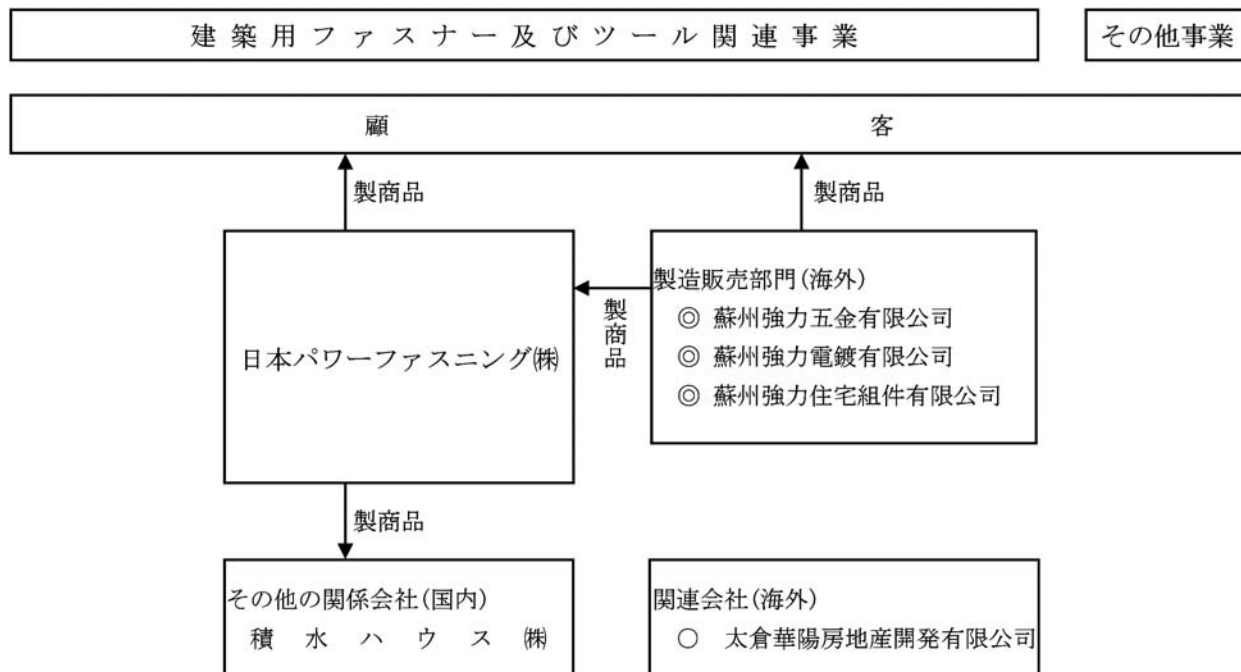 建築用ファスナー及びツール関連事業
その他事業
顧客
製商品
製商品
製造販売部門(海外)
◎ 蘇州強力五金有限公司
◎ 蘇州強力電鍍有限公司
◎ 蘇州強力住宅組件有限公司
製商品
日本パワーファスニング㈱
製商品
その他の関係会社(国内)
積水ハウス㈱
関連会社(海外)
○ 太倉華陽房地産開発有限公司